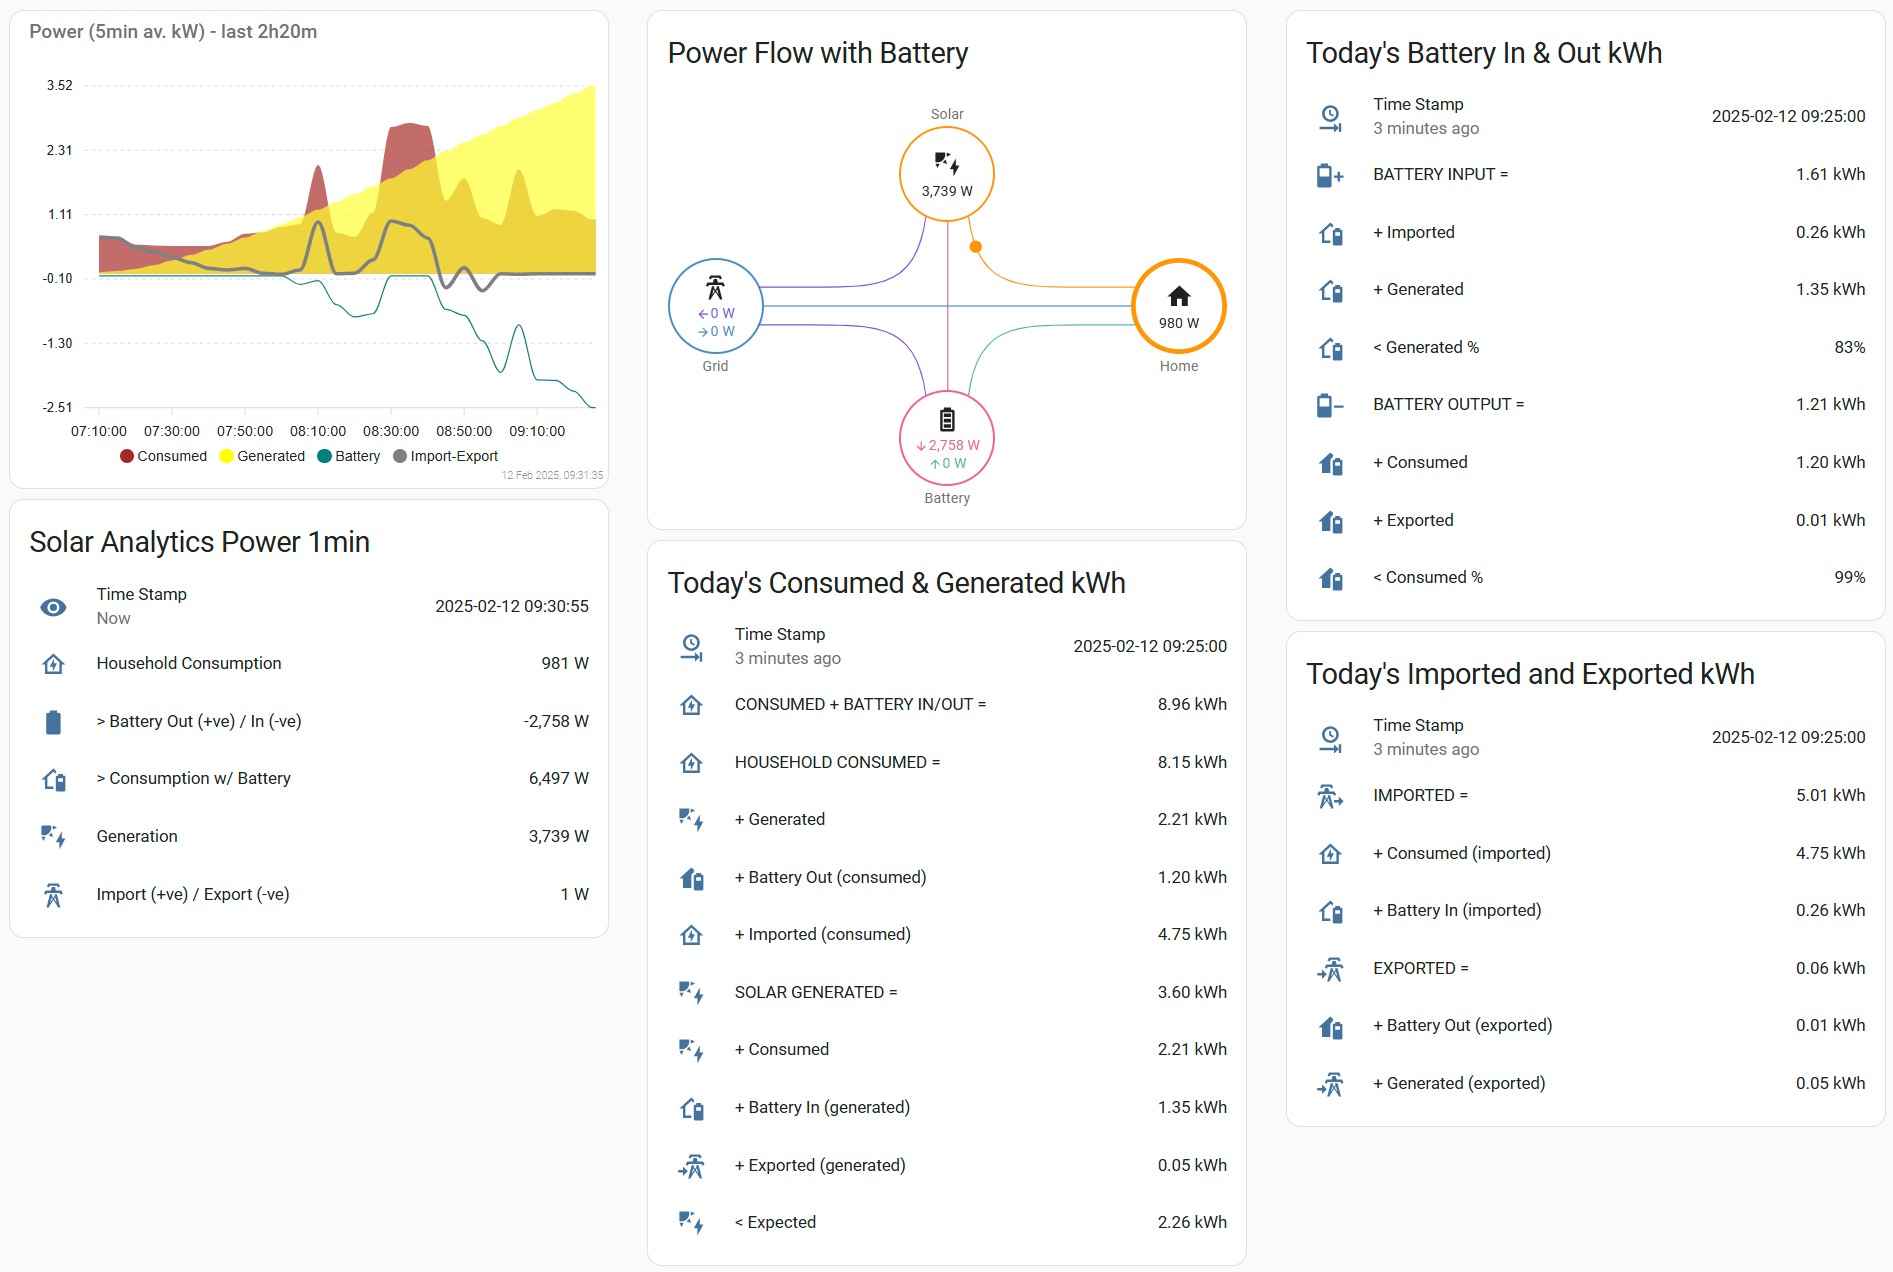 Power (5min av. kW) - last 2h20m
3.52
2.31
1.11
-0.10
-1.30
-2.51
07:10:00 07:30:00 07:50:00 08:10:00 08:30:00 08:50:00 09:10:00
Consumed Generated Battery Import-Export
12 Feb 2025, 09:31:35
Solar Analytics Power 1min
Time Stamp
Now
2025-02-12 09:30:55
Household Consumption 981 W
> Battery Out (+ve) / In (-ve) -2,758 W
> Consumption w/ Battery 6,497 W
Generation 3,739 W
Import (+ve) / Export (-ve) 1 W
Power Flow with Battery
Solar
3,739 W
←0 W
→0 W
Grid
980 W
Home
↓2,758 W
↑0 W
Battery
Today's Consumed & Generated kWh
Time Stamp
3 minutes ago
2025-02-12 09:25:00
CONSUMED + BATTERY IN/OUT = 8.96 kWh
HOUSEHOLD CONSUMED = 8.15 kWh
+ Generated 2.21 kWh
+ Battery Out (consumed) 1.20 kWh
+ Imported (consumed) 4.75 kWh
SOLAR GENERATED = 3.60 kWh
+ Consumed 2.21 kWh
+ Battery In (generated) 1.35 kWh
+ Exported (generated) 0.05 kWh
< Expected 2.26 kWh
Today's Battery In & Out kWh
Time Stamp
3 minutes ago
2025-02-12 09:25:00
BATTERY INPUT = 1.61 kWh
+ Imported 0.26 kWh
+ Generated 1.35 kWh
< Generated % 83%
BATTERY OUTPUT = 1.21 kWh
+ Consumed 1.20 kWh
+ Exported 0.01 kWh
< Consumed % 99%
Today's Imported and Exported kWh
Time Stamp
3 minutes ago
2025-02-12 09:25:00
IMPORTED = 5.01 kWh
+ Consumed (imported) 4.75 kWh
+ Battery In (imported) 0.26 kWh
EXPORTED = 0.06 kWh
+ Battery Out (exported) 0.01 kWh
+ Generated (exported) 0.05 kWh